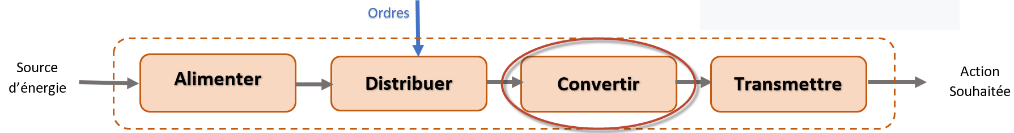 Ordres
Source
d'énergie
Alimenter
Distribuer
Convertir
Transmettre
Action
Souhaitée